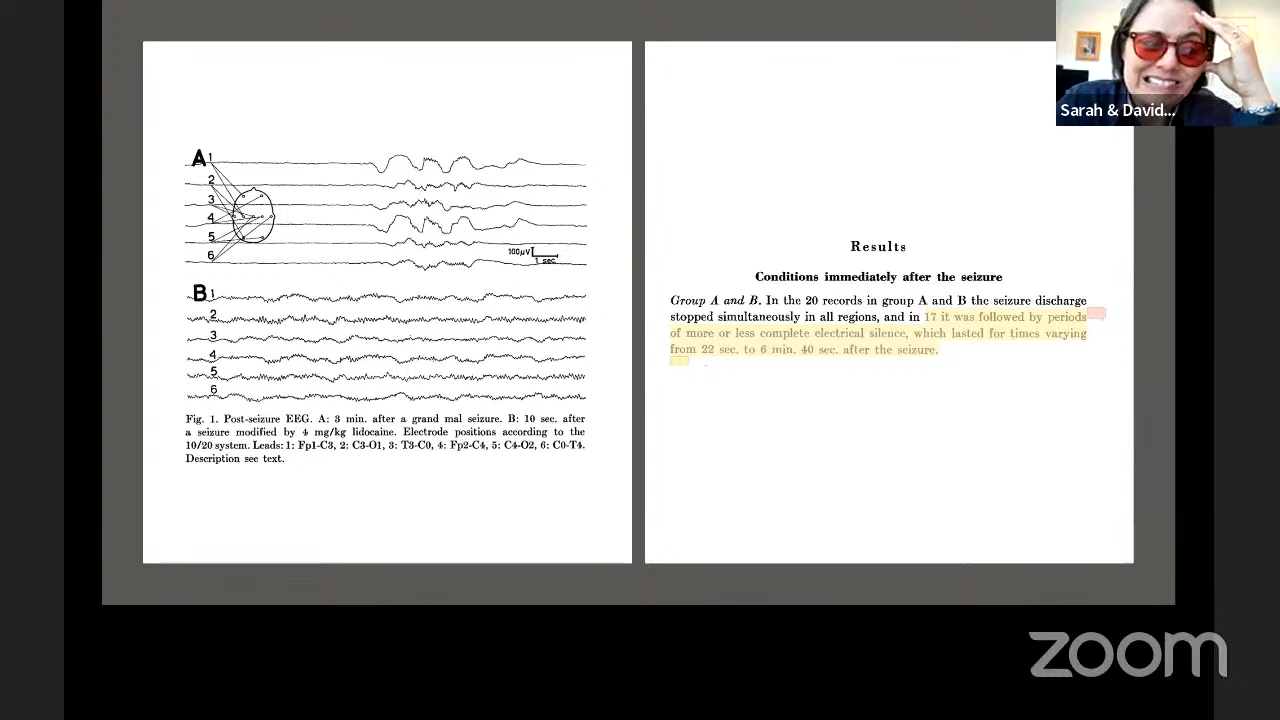 Sarah & David...
A
1
2
3
4
5
6
100μV
1 sec.
B
1
2
3
4
5
6
Fig. 1. Post-seizure EEG. A: 3 min. after a grand mal seizure. B: 10 sec. after
a seizure modified by 4 mg/kg lidocaine. Electrode positions according to the
10/20 system. Leads: 1: Fp1-C3, 2: C3-O1, 3: T3-C0, 4: Fp2-C4, 5: C4-O2, 6: C0-T4.
Description see text.
Results
Conditions immediately after the seizure
Group A and B. In the 20 records in group A and B the seizure discharge
stopped simultaneously in all regions, and in 17 it was followed by periods
of more or less complete electrical silence, which lasted for times varying
from 22 sec. to 6 min. 40 sec. after the seizure.
zoom